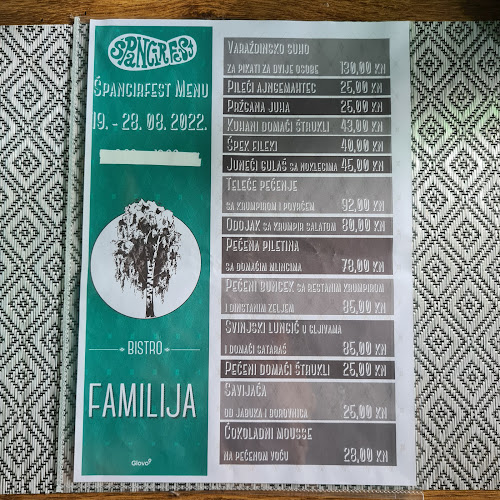 ŠPANCIRFEST
ŠPANCIRFEST MENU
19. - 28. 08. 2022.
BISTRO
FAMILIJA
Glovo
VARAŽDINSKO SUHO
ZA PIKATI ZA DVIJE OSOBE 130,00 KN
PILEĆI AJNGEMAHTEC 25,00 KN
PRŽGANA JUHA 25,00 KN
KUHANI DOMAĆI ŠTRUKLI 43,00 KN
ŠPEK FILEKI 40,00 KN
JUNEĆI GULAŠ SA NOKLECIMA 45,00 KN
TELEĆE PEČENJE
SA KRUMPIROM I POVRĆEM 92,00 KN
ODOJAK SA KRUMPIR SALATOM 80,00 KN
PEČENA PILETINA
SA DOMAĆIM MLINCIMA 78,00 KN
PEČENI BUNCEK SA RESTANIM KRUMPIROM
I DINSTANIM ZELJEM 85,00 KN
SVINJSKI LUNGIĆ U GLJIVAMA
I DOMAĆI SATARAŠ 85,00 KN
PEČENI DOMAĆI ŠTRUKLI 25,00 KN
SAVIJAČA
OD JABUKA I BOROVNICA 25,00 KN
ČOKOLADNI MOUSSE
NA PEČENOM VOĆU 28,00 KN